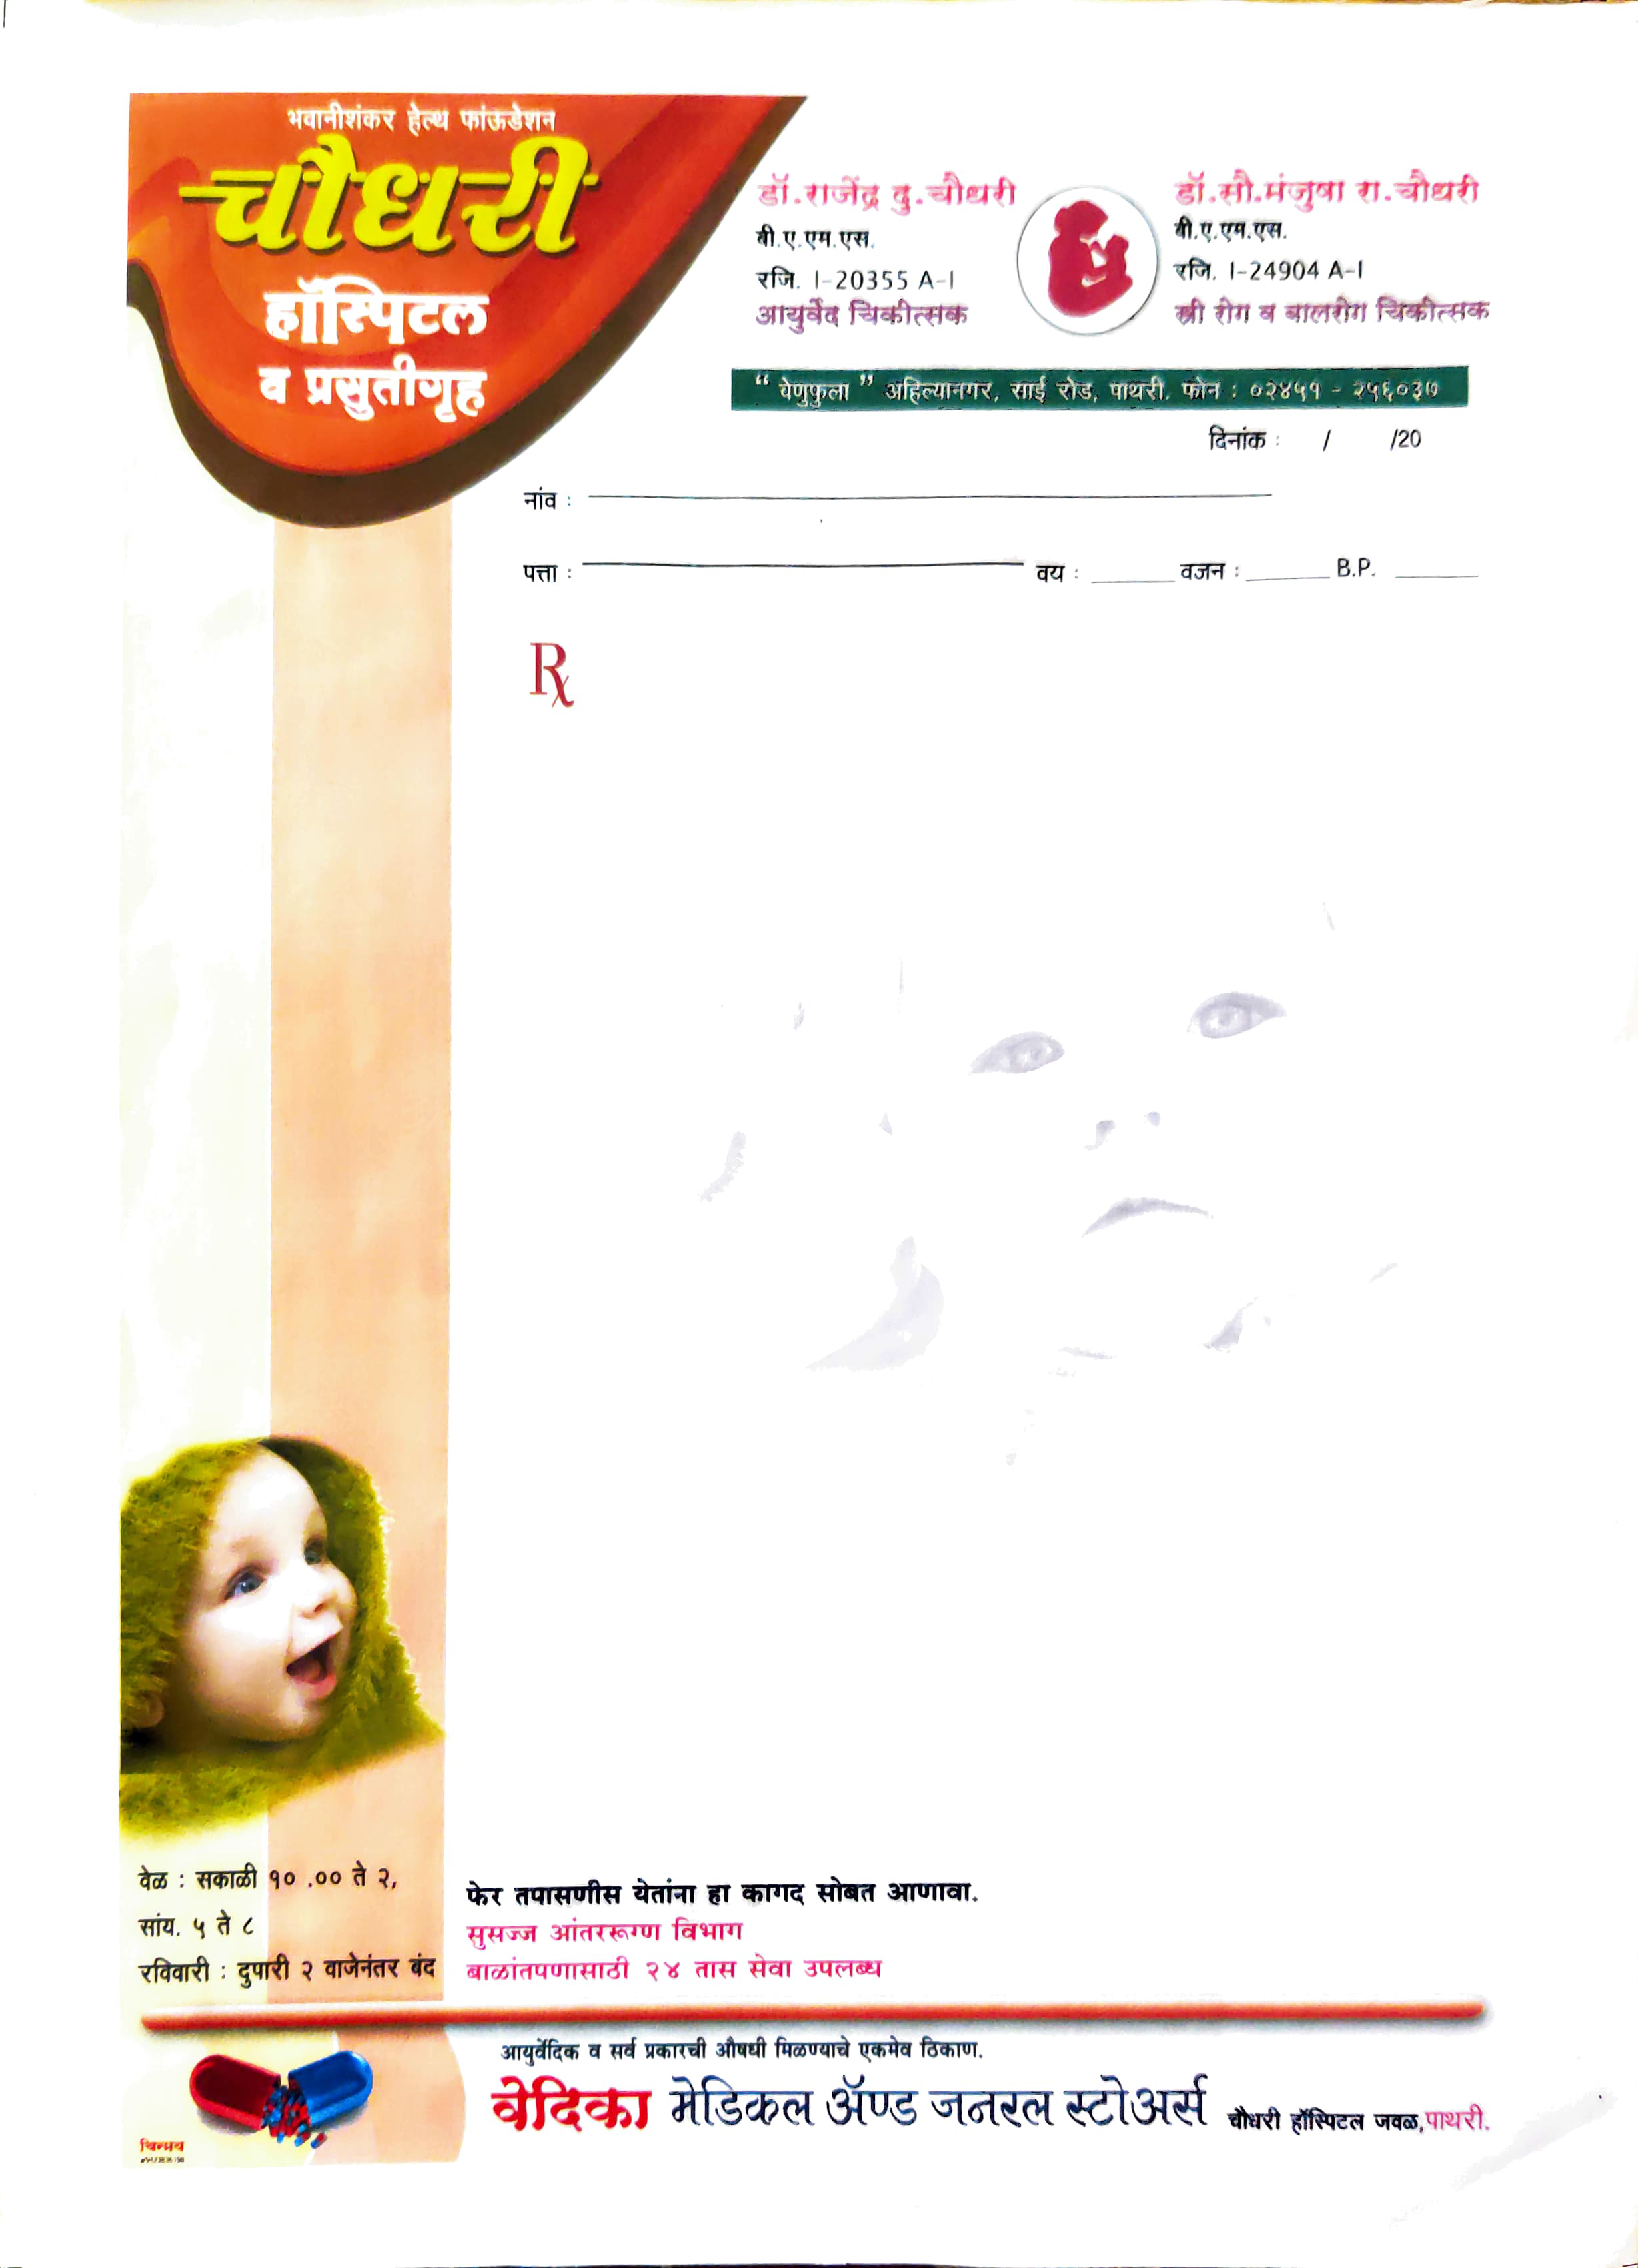 भवानीशंकर हेल्थ फांऊडेशन
चौधरी
हॉस्पिटल
व प्रसुतीगृह
डॉ.राजेंद्र दु.चौधरी
बी.ए.एम.एस.
रजि. I-20355 A-I
आयुर्वेद चिकीत्सक
डॉ.सौ.मंजुषा रा.चौधरी
बी.ए.एम.एस.
रजि. I-24904 A-I
स्त्री रोग व बालरोग चिकीत्सक
“ वेणुफुला ” अहिल्यानगर, साई रोड, पाथरी. फोन : ०२४५१ - २५६०३७
दिनांक : / /20
नांव :
पत्ता : वय : वजन : B.P.
Rx
वेळ : सकाळी १० .०० ते २,
सांय. ५ ते ८
रविवारी : दुपारी २ वाजेनंतर बंद
फेर तपासणीस येतांना हा कागद सोबत आणावा.
सुसज्ज आंतररूग्ण विभाग
बाळांतपणासाठी २४ तास सेवा उपलब्ध
आयुर्वेदिक व सर्व प्रकारची औषधी मिळण्याचे एकमेव ठिकाण.
वेदिका मेडिकल ॲण्ड जनरल स्टोअर्स चौधरी हॉस्पिटल जवळ,पाथरी.
चिन्मय